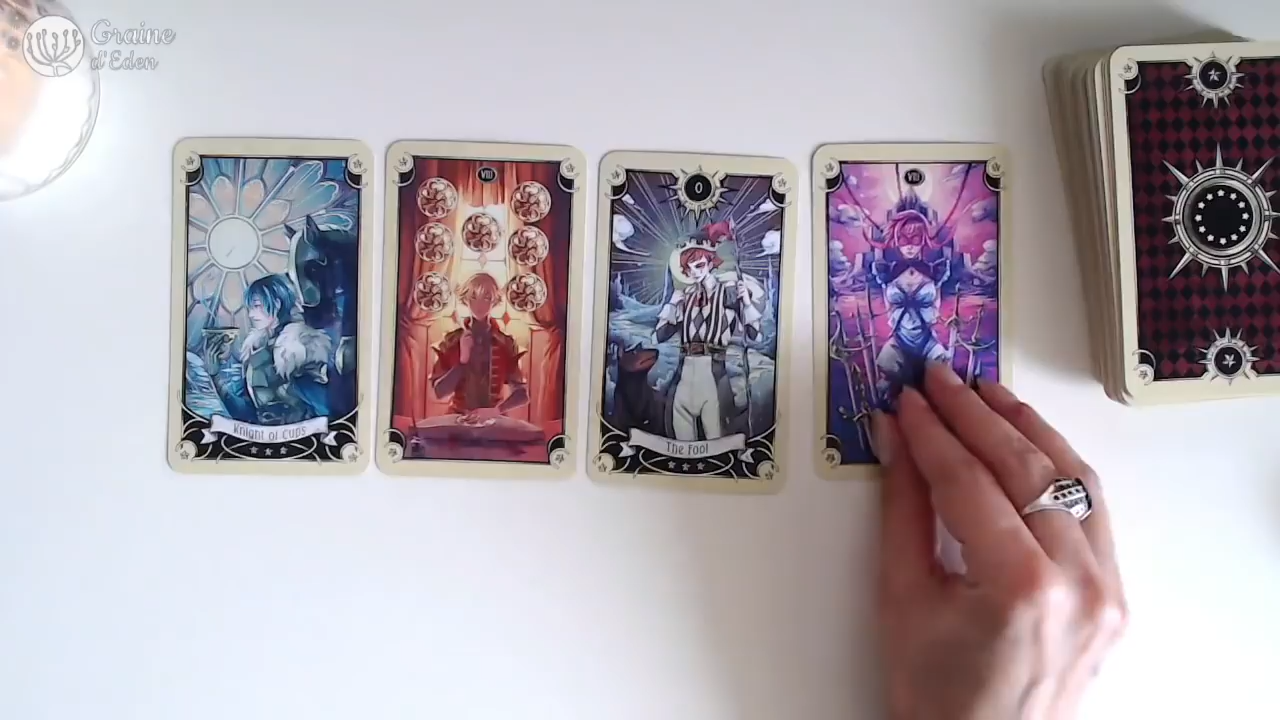 Graine
d'Eden
VIII
0
VIII
Knight of Cups
The Fool